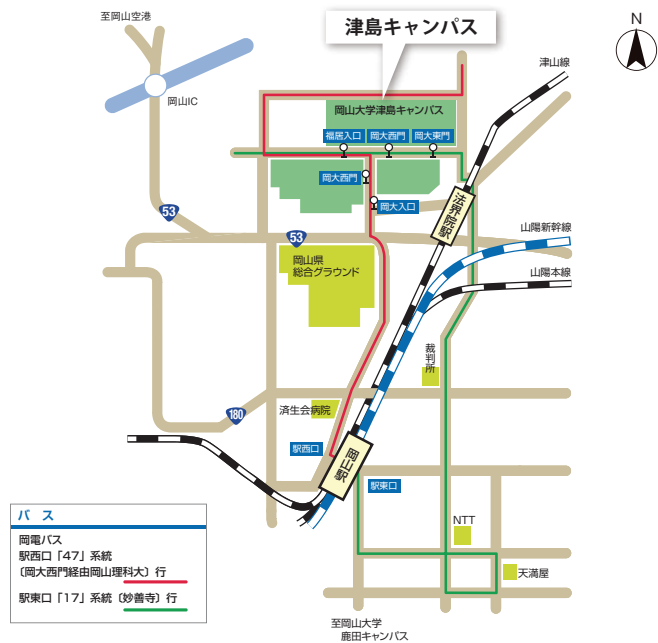 津島キャンパス
N
至岡山空港
岡山IC
津山線
岡山大学津島キャンパス
福居入口
岡大西門
岡大東門
岡大西門
岡大入口
法界院駅
53
53
山陽新幹線
山陽本線
岡山県
総合グラウンド
裁判所
180
済生会病院
駅西口
岡山駅
駅東口
NTT
天満屋
バス
岡電バス
駅西口「47」系統
〔岡大西門経由岡山理科大〕行
駅東口「17」系統〔妙善寺〕行
至岡山大学
鹿田キャンパス